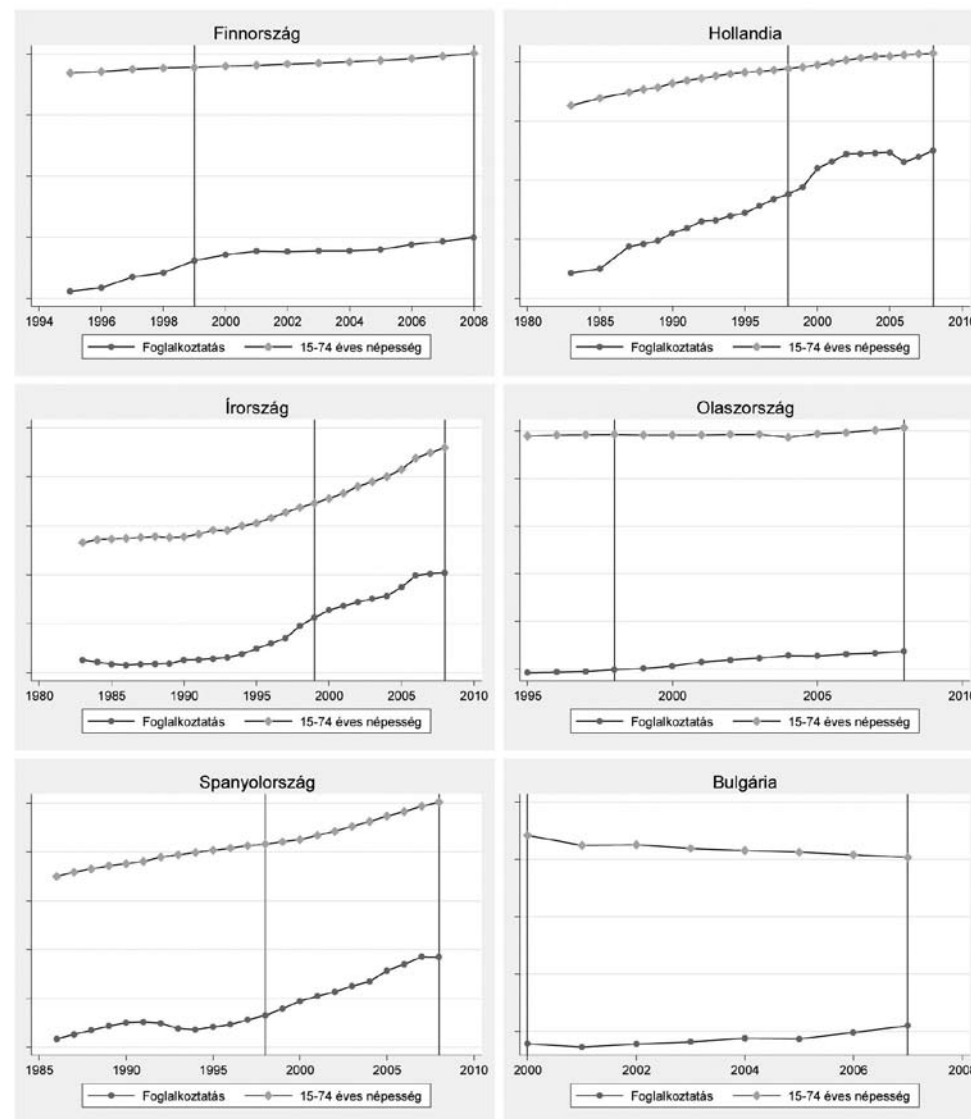 Finnország
1994 1996 1998 2000 2002 2004 2006 2008
Foglalkoztatás 15-74 éves népesség
Hollandia
1980 1985 1990 1995 2000 2005 2010
Foglalkoztatás 15-74 éves népesség
Írország
1980 1985 1990 1995 2000 2005 2010
Foglalkoztatás 15-74 éves népesség
Olaszország
1995 2000 2005 2010
Foglalkoztatás 15-74 éves népesség
Spanyolország
1985 1990 1995 2000 2005 2010
Foglalkoztatás 15-74 éves népesség
Bulgária
2000 2002 2004 2006 2008
Foglalkoztatás 15-74 éves népesség